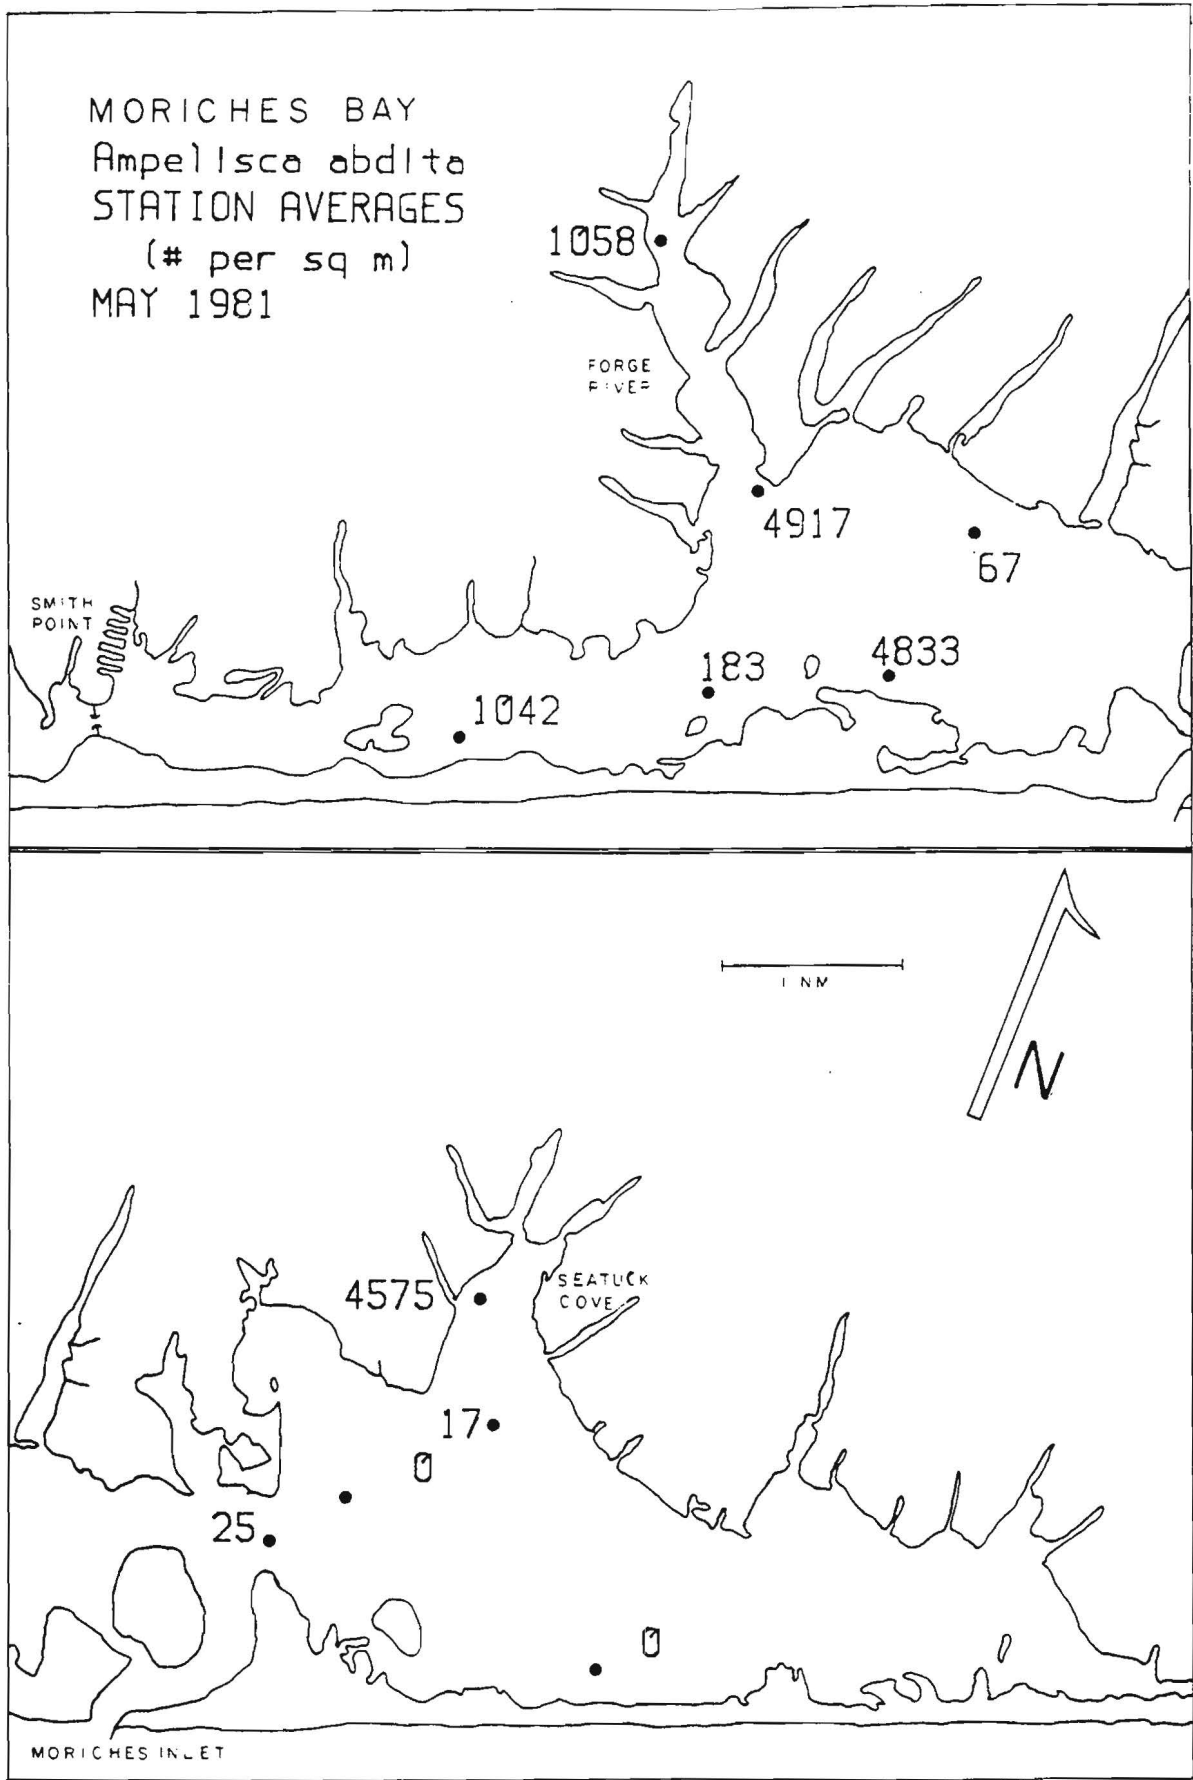 MORICHES BAY
Ampelisca abdita
STATION AVERAGES
(# per sq m)
MAY 1981
1058
FORGE
RIVER
4917
67
SMITH
POINT
183
4833
1042
1 NM
N
4575
SEATUCK
COVE
17
0
25
0
MORICHES INLET